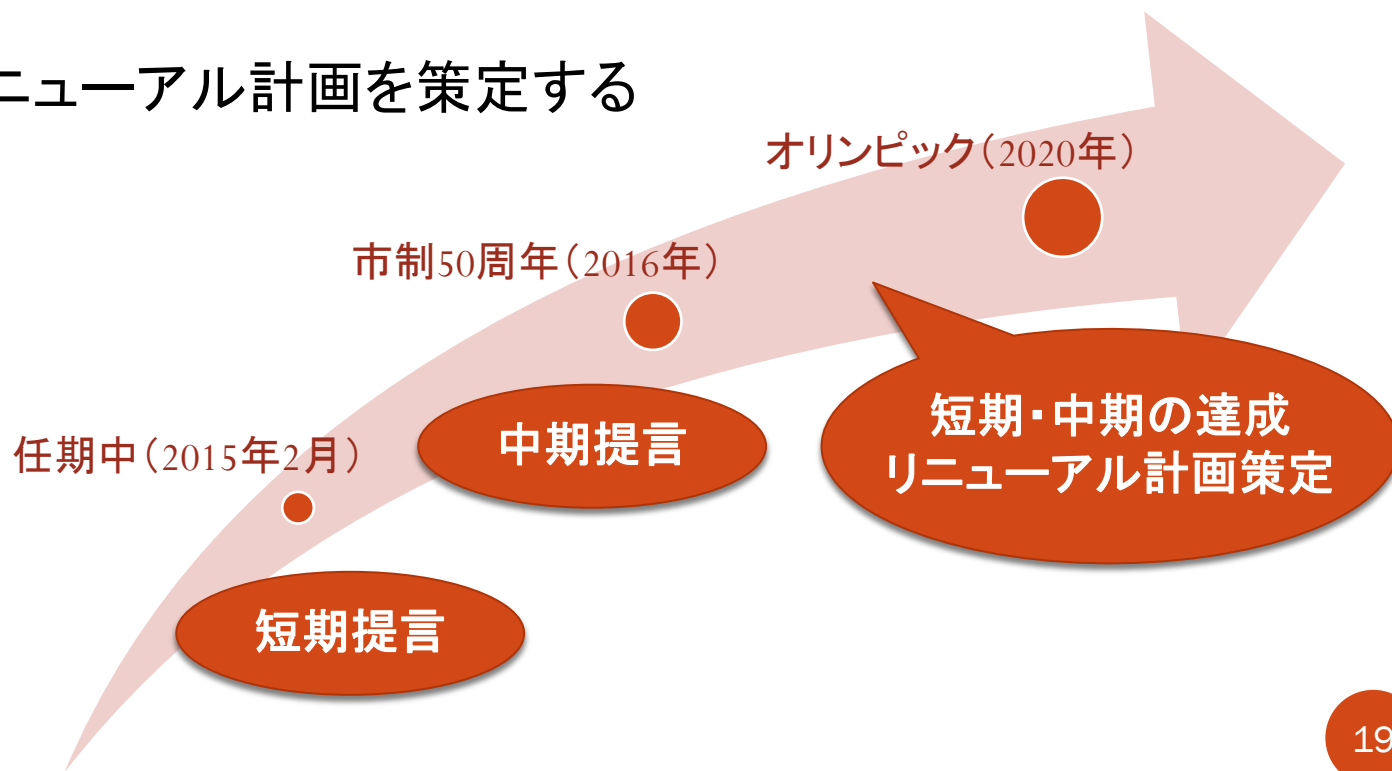 ニューアル計画を策定する
オリンピック（2020年）
市制50周年（2016年）
任期中（2015年2月）
中期提言
短期・中期の達成
リニューアル計画策定
短期提言
19